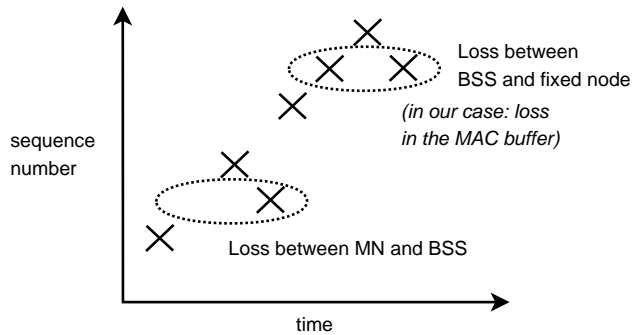 Loss between
BSS and fixed node
(in our case: loss
in the MAC buffer)
sequence
number
Loss between MN and BSS
time